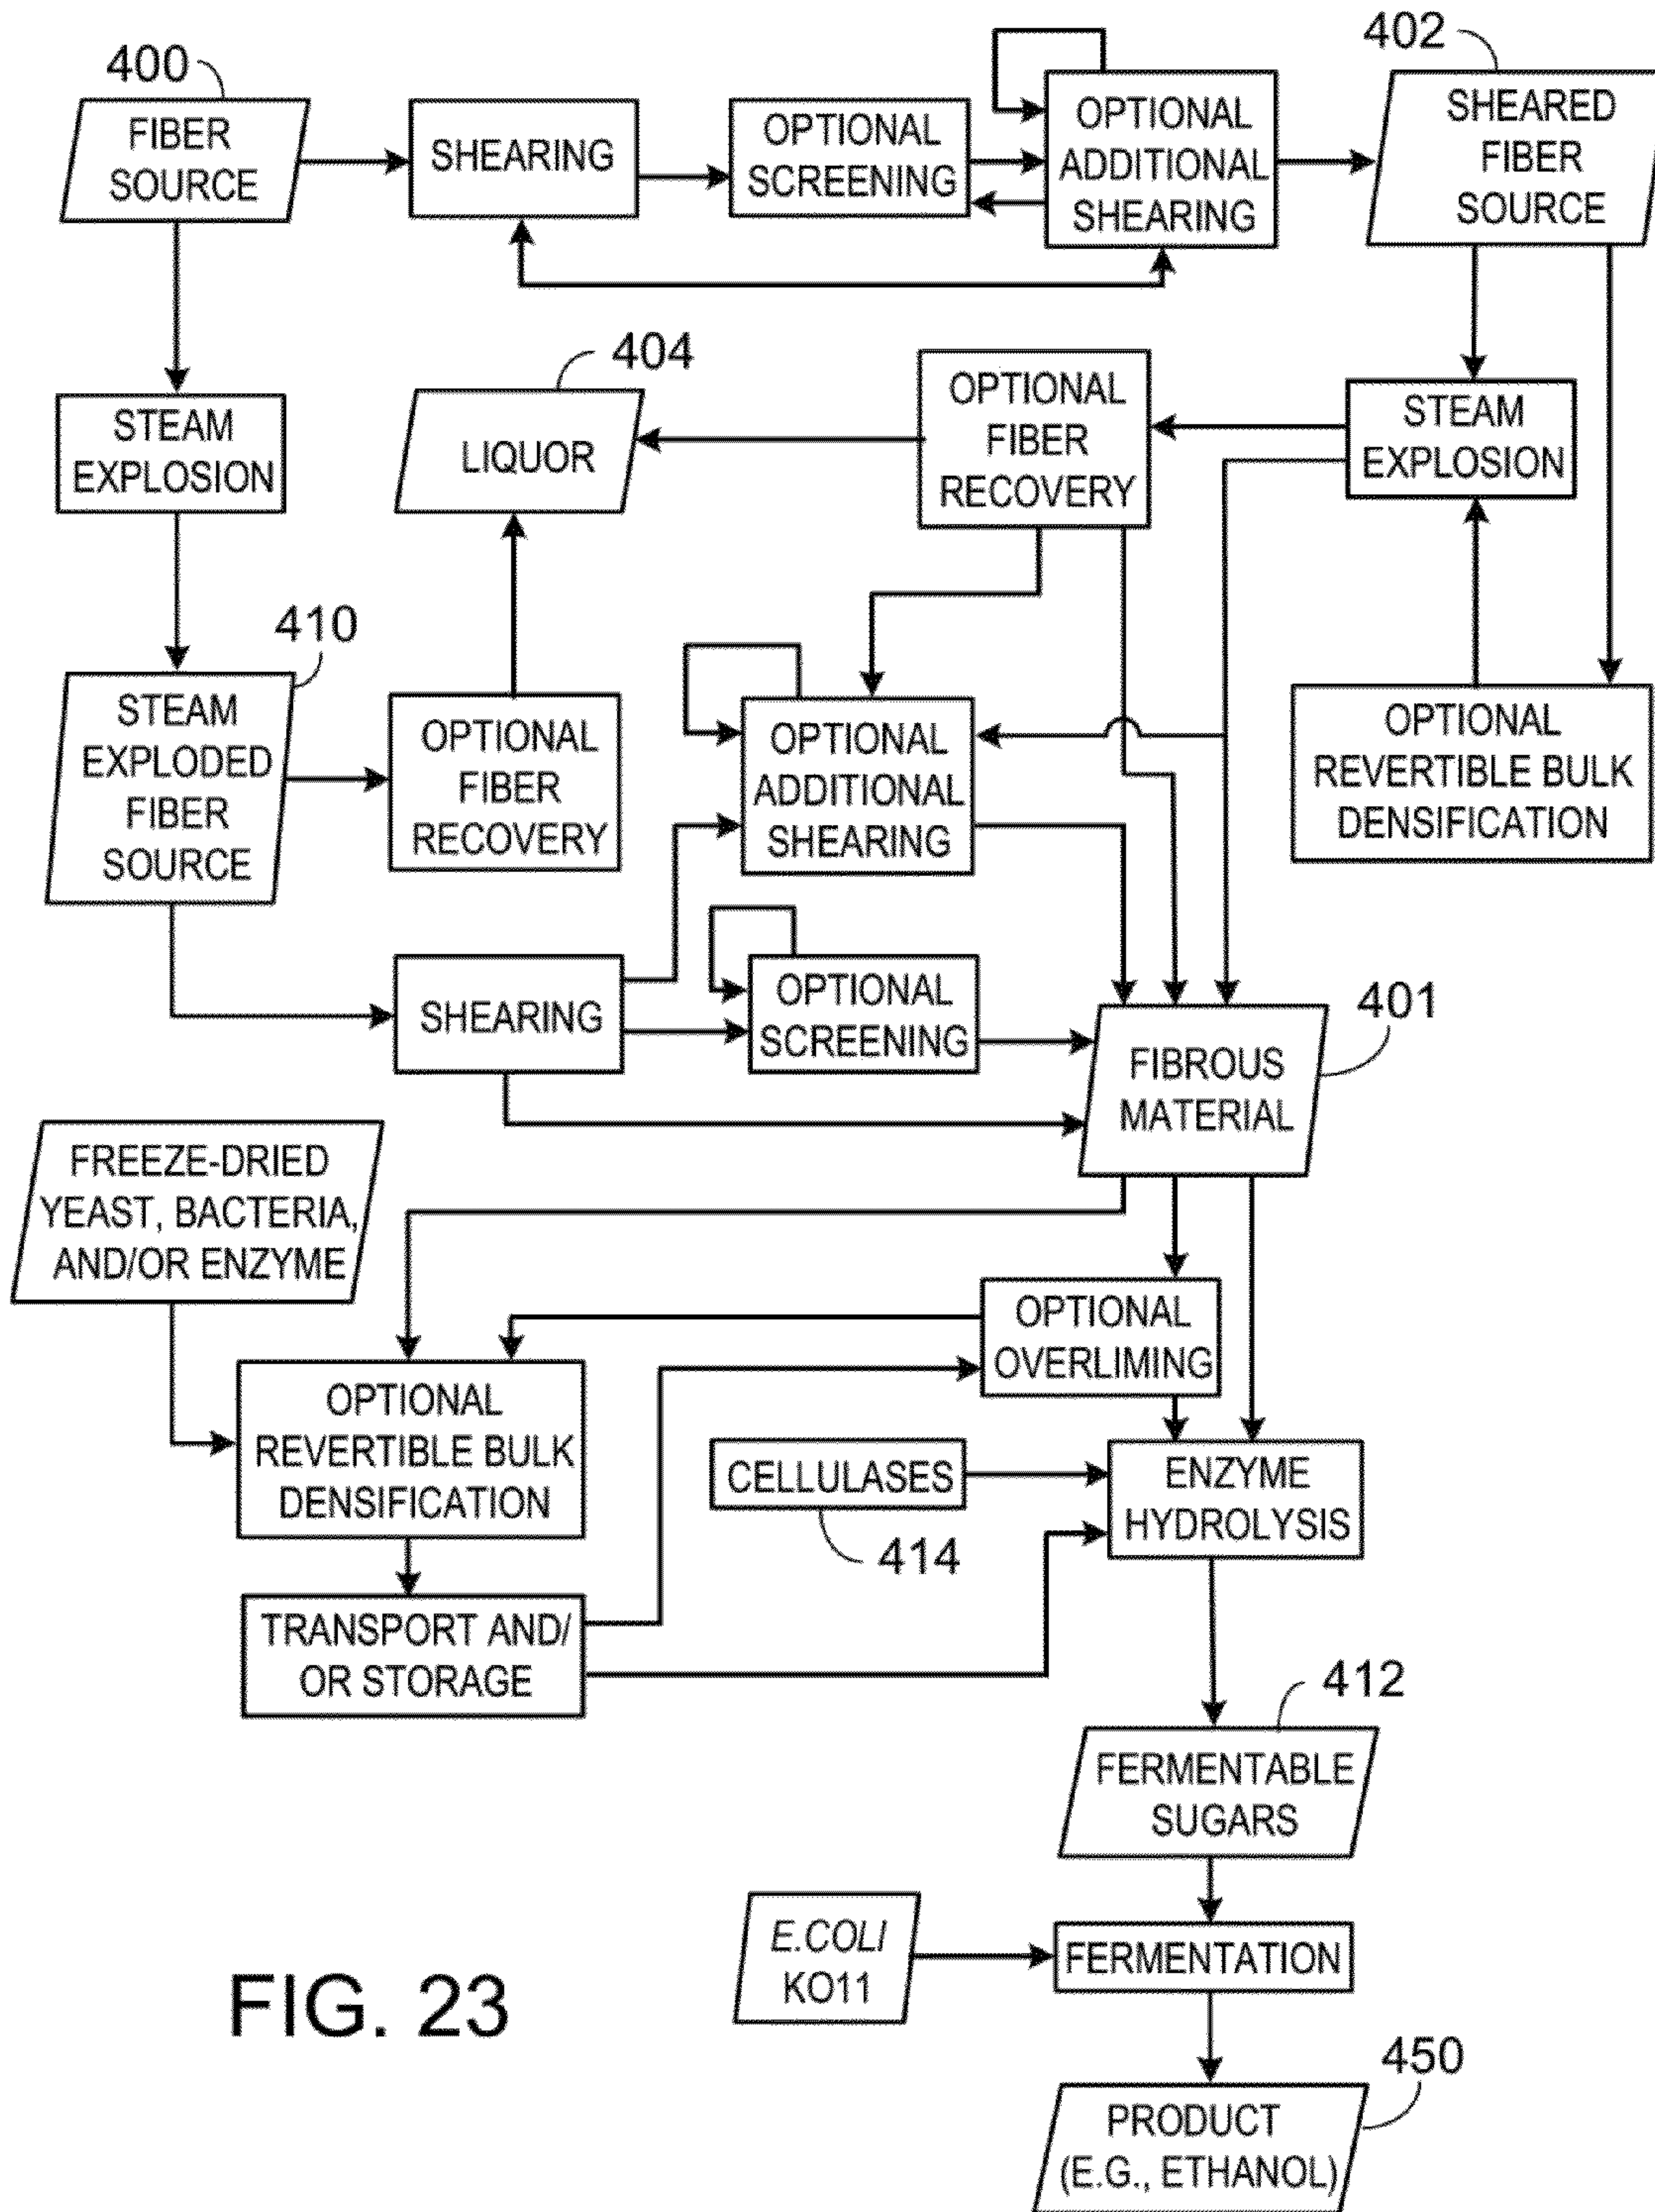 400
402
FIBER
SOURCE
SHEARING
OPTIONAL
SCREENING
OPTIONAL
ADDITIONAL
SHEARING
SHEARED
FIBER
SOURCE
404
STEAM
EXPLOSION
LIQUOR
OPTIONAL
FIBER
RECOVERY
STEAM
EXPLOSION
410
STEAM
EXPLODED
FIBER
SOURCE
OPTIONAL
FIBER
RECOVERY
OPTIONAL
ADDITIONAL
SHEARING
OPTIONAL
REVERTIBLE BULK
DENSIFICATION
SHEARING
OPTIONAL
SCREENING
401
FIBROUS
MATERIAL
FREEZE-DRIED
YEAST, BACTERIA,
AND/OR ENZYME
OPTIONAL
OVERLIMING
OPTIONAL
REVERTIBLE BULK
DENSIFICATION
CELLULASES
414
ENZYME
HYDROLYSIS
TRANSPORT AND/
OR STORAGE
412
FERMENTABLE
SUGARS
E.COLI
KO11
FERMENTATION
FIG. 23
450
PRODUCT
(E.G., ETHANOL)